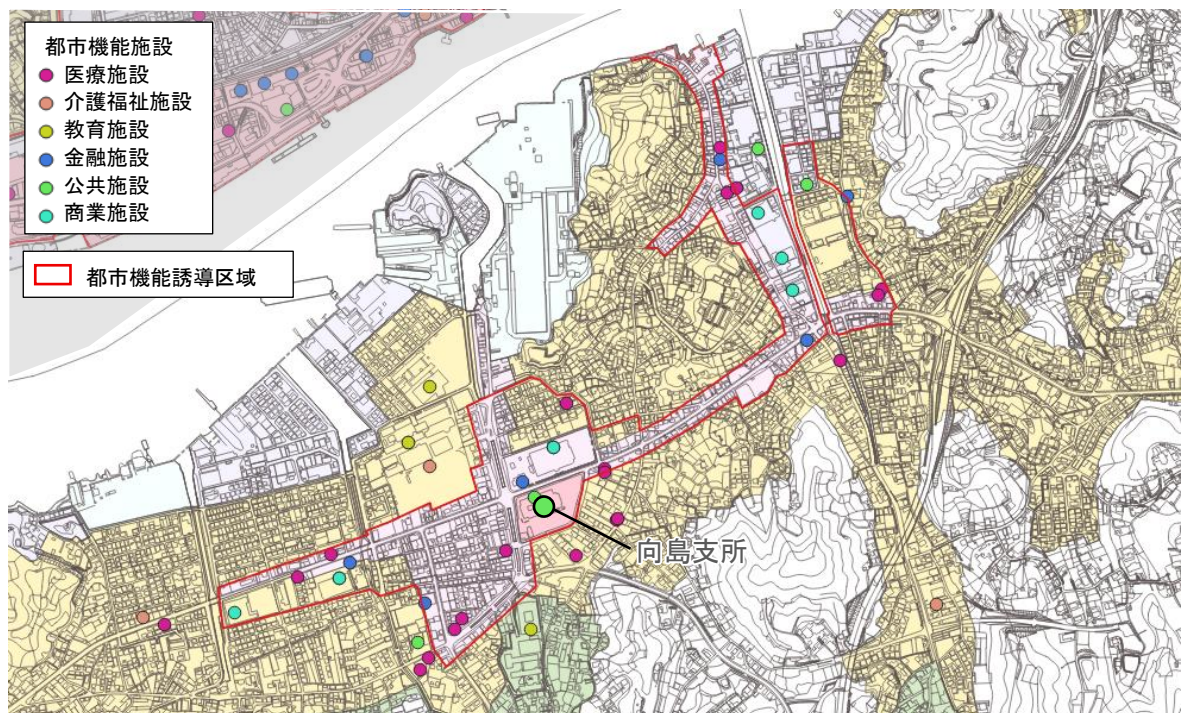 都市機能施設
医療施設
介護福祉施設
教育施設
金融施設
公共施設
商業施設
都市機能誘導区域
向島支所